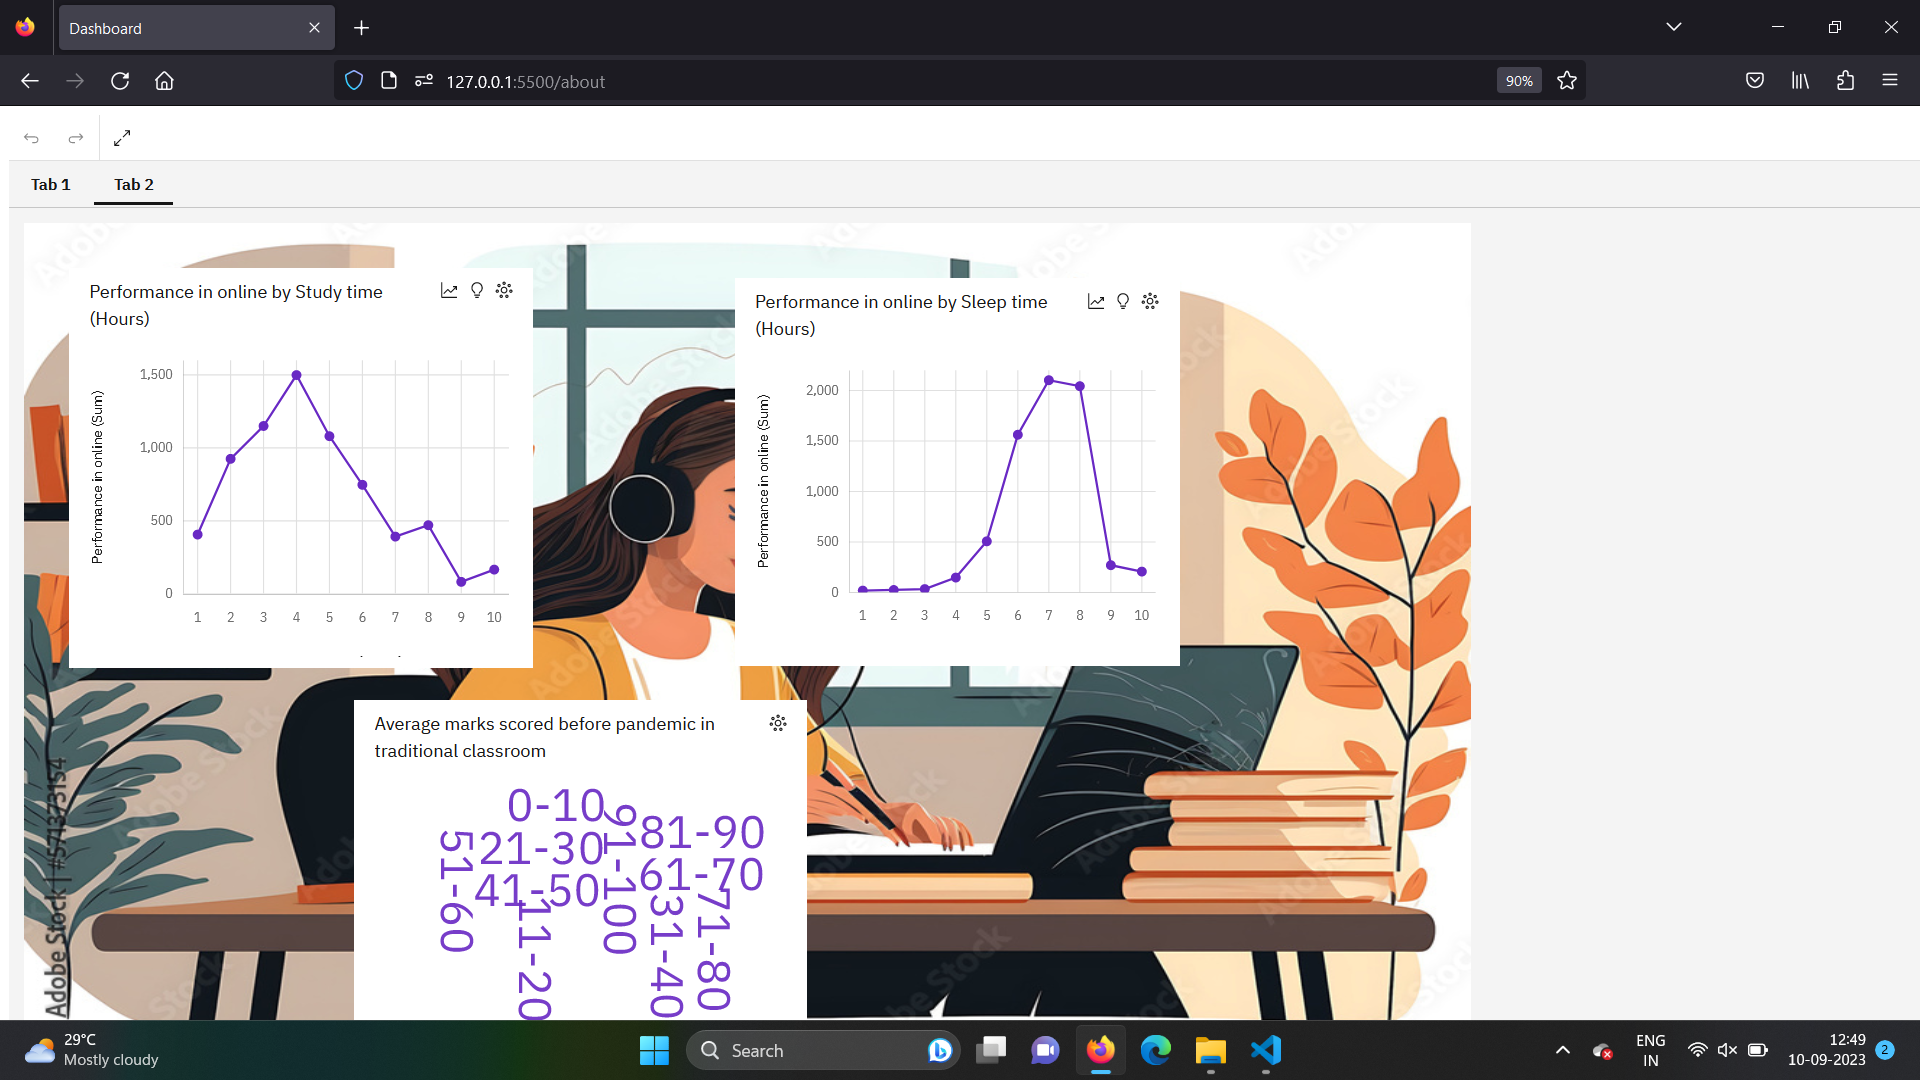 Dashboard
127.0.0.1:5500/about
90%
Tab 1
Tab 2
Performance in online by Study time
(Hours)
Performance in online (Sum)
1,500
1,000
500
0
1 2 3 4 5 6 7 8 9 10
Performance in online by Sleep time
(Hours)
Performance in online (Sum)
2,000
1,500
1,000
500
0
1 2 3 4 5 6 7 8 9 10
Average marks scored before pandemic in
traditional classroom
0-10
91-100
81-90
51-60
21-30
61-70
41-50
11-20
31-40
71-80
Adobe Stock | #571373154
Adobe Stock
29°C
Mostly cloudy
Search
ENG
IN
12:49
10-09-2023
2